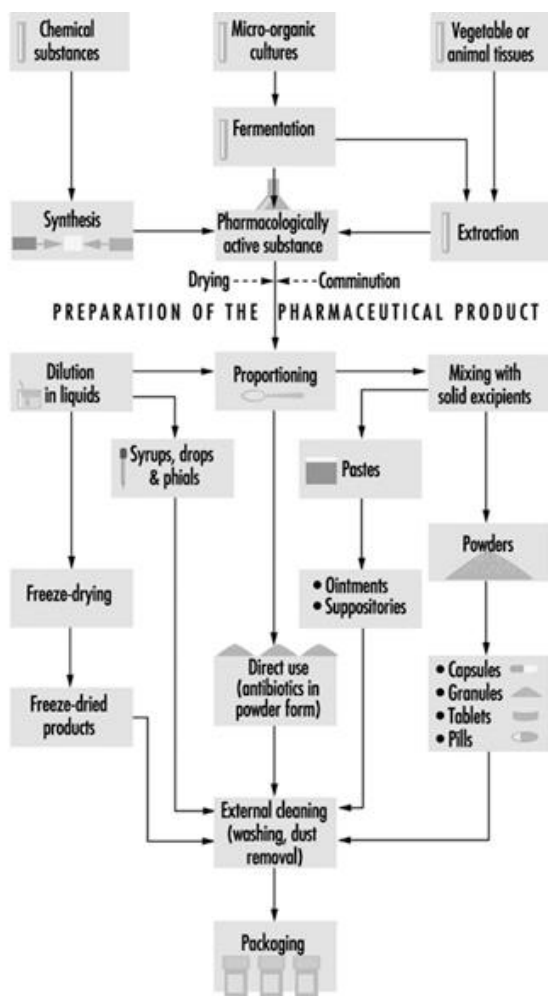 Chemical
substances
Micro-organic
cultures
Vegetable or
animal tissues
Fermentation
Synthesis
Pharmacologically
active substance
Extraction
Drying
Comminution
PREPARATION OF THE PHARMACEUTICAL PRODUCT
Dilution
in liquids
Proportioning
Mixing with
solid excipients
Syrups, drops
& phials
Pastes
Powders
Freeze-drying
• Ointments
• Suppositories
Direct use
(antibiotics in
powder form)
Freeze-dried
products
• Capsules
• Granules
• Tablets
• Pills
External cleaning
(washing, dust
removal)
Packaging